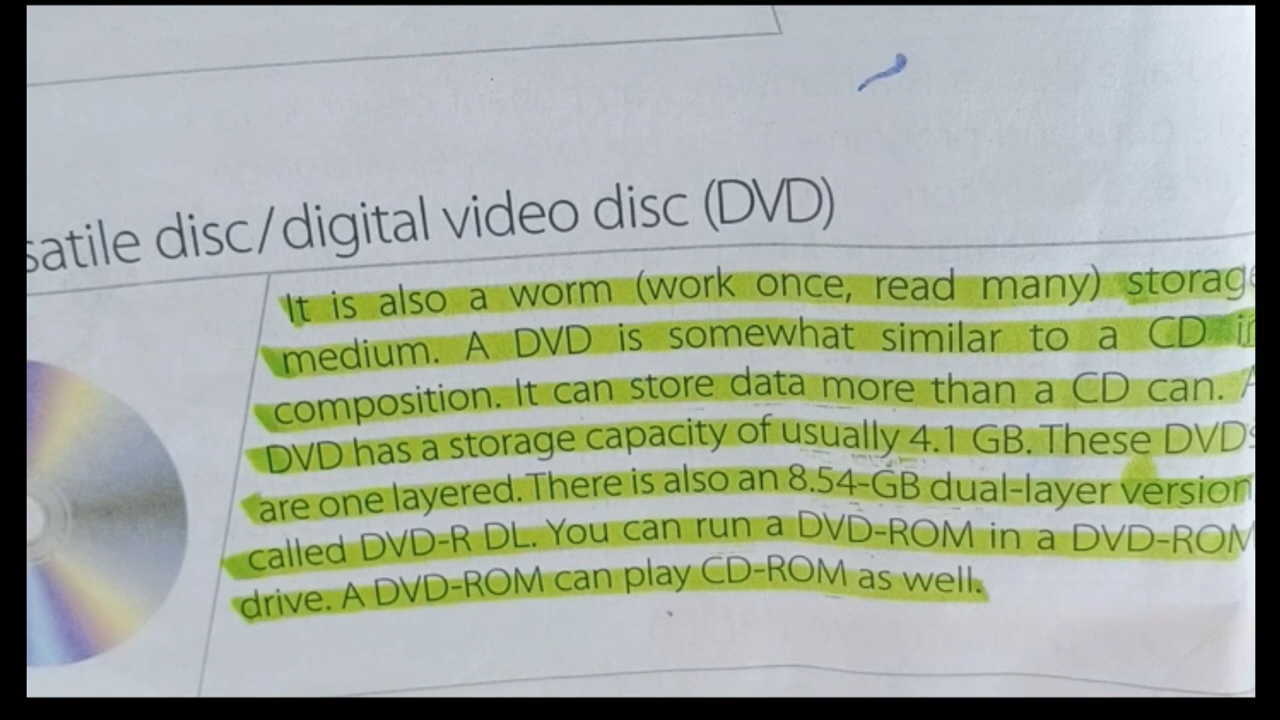 satile disc/digital video disc (DVD)
It is also a worm (work once, read many) storage
medium. A DVD is somewhat similar to a CD in
composition. It can store data more than a CD can. A
DVD has a storage capacity of usually 4.1 GB. These DVDs
are one layered. There is also an 8.54-GB dual-layer version
called DVD-R DL. You can run a DVD-ROM in a DVD-ROM
drive. A DVD-ROM can play CD-ROM as well.